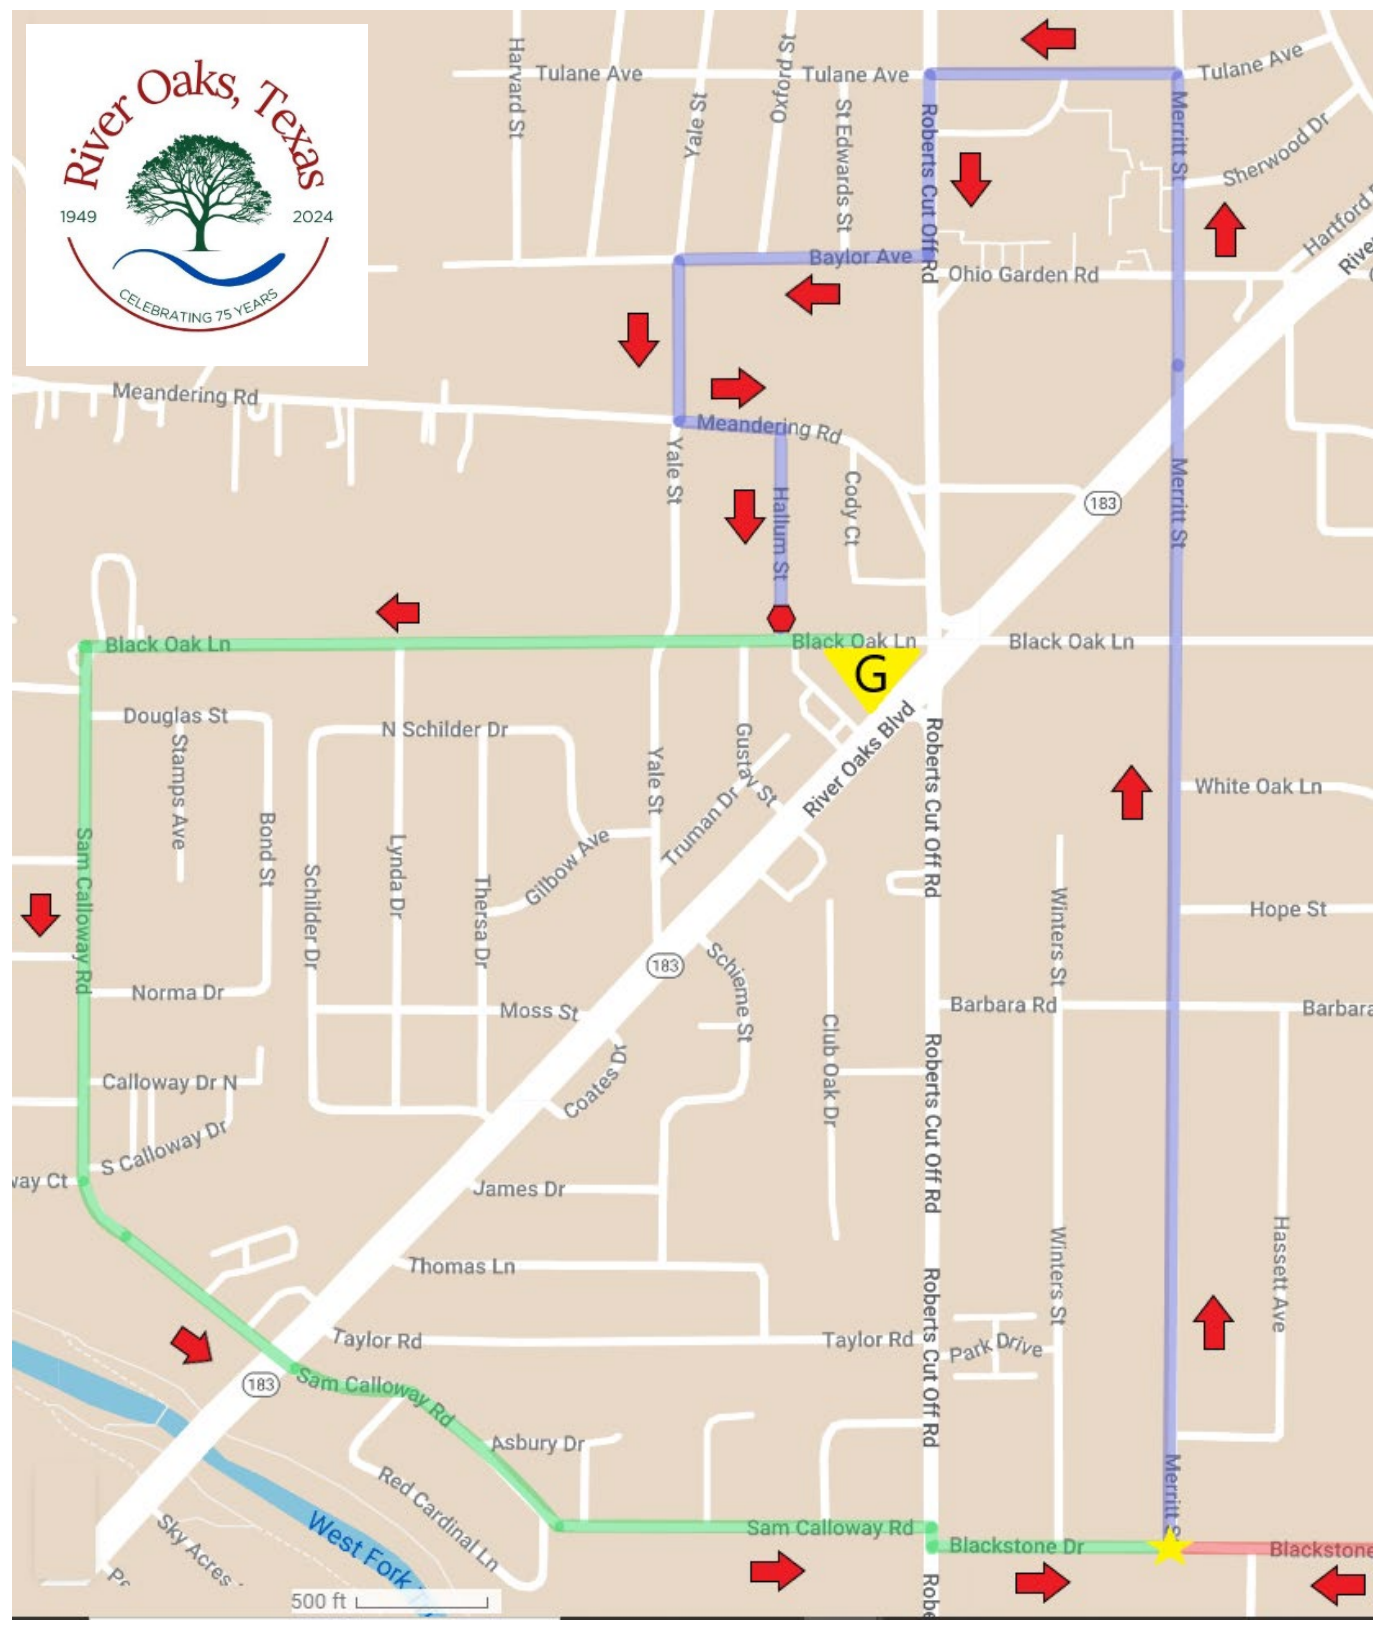 River Oaks, Texas
1949
2024
CELEBRATING 75 YEARS
Harvard St
Tulane Ave
Yale St
Oxford St
Tulane Ave
St Edwards St
Roberts Cut Off Rd
Merritt St
Tulane Ave
Sherwood Dr
Hartford
Baylor Ave
Ohio Garden Rd
Meandering Rd
Meandering Rd
Yale St
Hallum St
Cody Ct
183
Merritt St
Black Oak Ln
Black Oak Ln
Black Oak Ln
G
Douglas St
Stamps Ave
N Schilder Dr
Yale St
Gustav St
Truman Dr
River Oaks Blvd
Roberts Cut Off Rd
White Oak Ln
Sam Calloway Rd
Bond St
Schilder Dr
Lynda Dr
Thersa Dr
Gilbow Ave
Winters St
Hope St
183
Schieme St
Norma Dr
Moss St
Barbara Rd
Barbara
Coates Dr
Club Oak Dr
Roberts Cut Off Rd
Calloway Dr N
S Calloway Dr
way Ct
James Dr
Thomas Ln
Winters St
Hassett Ave
Taylor Rd
Taylor Rd
Roberts Cut Off Rd
Park Drive
183
Sam Calloway Rd
Asbury Dr
Red Cardinal Ln
Merritt S
Sky Acres
West Fork
Sam Calloway Rd
Blackstone Dr
Blackstone
Robe
500 ft